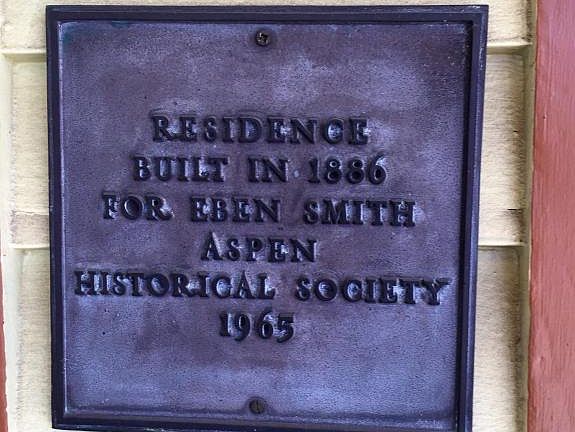 RESIDENCE
BUILT IN 1886
FOR EBEN SMITH
ASPEN
HISTORICAL SOCIETY
1965